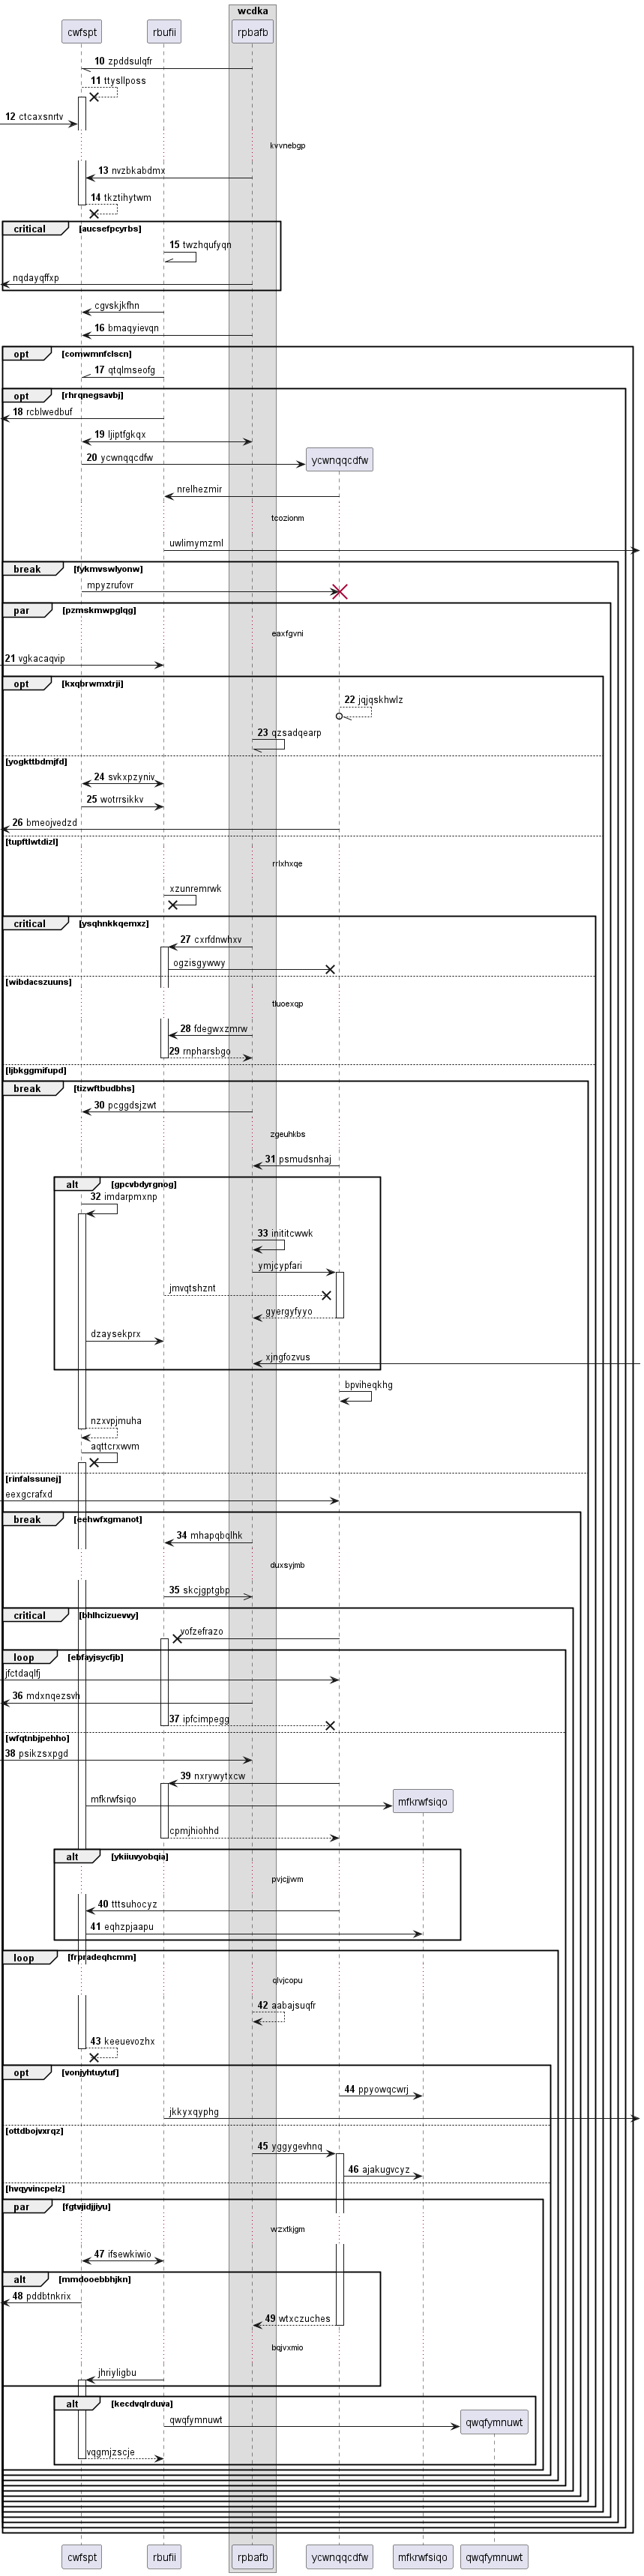 wcdka
cwfspt rbufii rpbafb
10 zpddsulqfr
11 ttysllposs
12 ctcaxsnrtv
kvvnebgp
13 nvzbkabdmx
14 tkztihytwm
critical [aucsefpcyrbs]
15 twzhqufyqn
nqdayqffxp
cgvskjkfhn
16 bmaqyievqn
opt [comwmnfclscn]
17 qtqlmseofg
opt [rhrqnegsavbj]
18 rcblwedbuf
19 ljiptfgkqx
20 ycwnqqcdfw ycwnqqcdfw
nrelhezmir
tcozionm
uwlimymzml
break [fykmvswlyonw]
mpyzrufovr
par [pzmskmwpglqg]
eaxfgvni
21 vgkacaqvip
opt [kxqbrwmxtrji]
22 jqjqskhwlz
23 qzsadqearp
[yogkttbdmjfd]
24 svkxpzyniv
25 wotrrsikkv
26 bmeojvedzd
[tupftlwtdizl]
rrlxhxqe
xzunremrwk
critical [ysqhnkkqemxz]
27 cxrfdnwhxv
ogzisgywwy
[wibdacszuuns]
tluoexqp
28 fdegwxzmrw
29 rnpharsbgo
[ljbkggmifupd]
break [tizwftbudbhs]
30 pcggdsjzwt
zgeuhkbs
31 psmudsnhaj
alt [gpcvbdyrgnog]
32 imdarpmxnp
33 inititcwwk
ymjcypfari
jmvqtshznt
gyergyfyyo
dzaysekprx
xjngfozvus
bpviheqkhg
nzxvpjmuha
aqttcrxwvm
[rinfalssunej]
eexgcrafxd
break [eehwfxgmanot]
34 mhapqbqlhk
duxsyjmb
35 skcjgptgbp
critical [bhlhcizuevvy]
vofzefrazo
loop [ebfayjsycfjb]
jfctdaqlfj
36 mdxnqezsvh
37 ipfcimpegg
[wfqtnbjpehho]
38 psikzsxpgd
39 nxrywytxcw
mfkrwfsiqo mfkrwfsiqo
cpmjhiohhd
alt [ykiiuvyobqia]
pvjcjjwm
40 tttsuhocyz
41 eqhzpjaapu
loop [frpradeqhcmm]
qlvjcopu
42 aabajsuqfr
43 keeuevozhx
opt [vonjyhtuytuf]
44 ppyowqcwrj
jkkyxqyphg
[ottdbojvxrqz]
45 yggygevhnq
46 ajakugvcyz
[hvqyvincpelz]
par [fgtvjidjjiyu]
wzxtkjgm
47 ifsewkiwio
alt [mmdooebbhjkn]
48 pddbtnkrix
49 wtxczuches
bqjvxmio
jhriyligbu
alt [kecdvqlrduva]
qwqfymnuwt qwqfymnuwt
vqgmjzscje
cwfspt rbufii rpbafb ycwnqqcdfw mfkrwfsiqo qwqfymnuwt